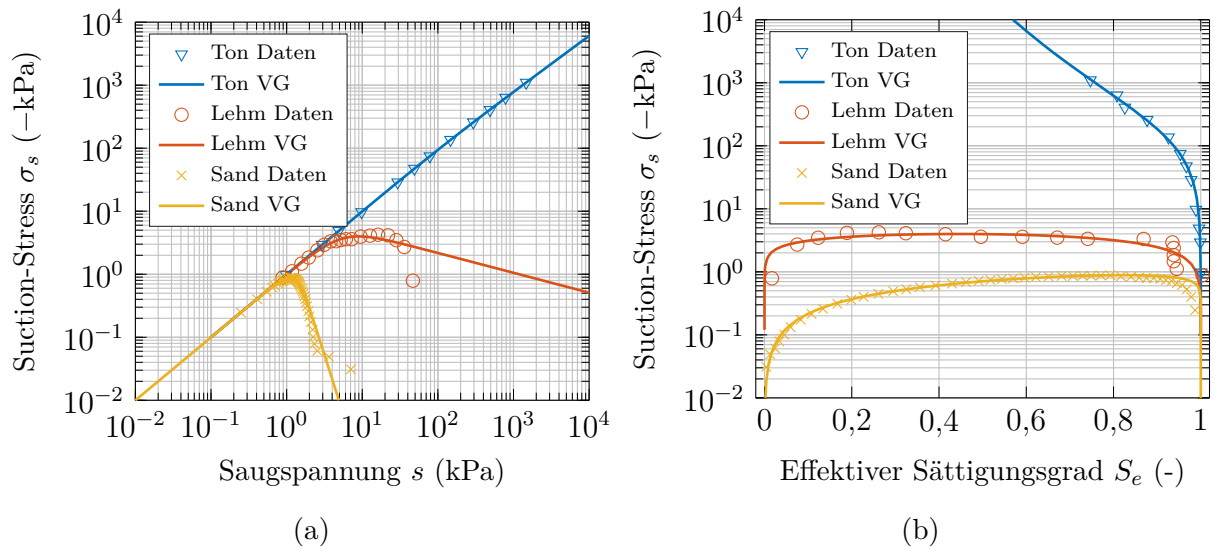 10^4
10^3
10^2
10^1
10^0
10^−1
10^−2
Suction-Stress σ_s (−kPa)
Ton Daten
Ton VG
Lehm Daten
Lehm VG
Sand Daten
Sand VG
10^−2 10^−1 10^0 10^1 10^2 10^3 10^4
Saugspannung s (kPa)
(a)
10^4
10^3
10^2
10^1
10^0
10^−1
10^−2
Suction-Stress σ_s (−kPa)
Ton Daten
Ton VG
Lehm Daten
Lehm VG
Sand Daten
Sand VG
0 0,2 0,4 0,6 0,8 1
Effektiver Sättigungsgrad S_e (-)
(b)